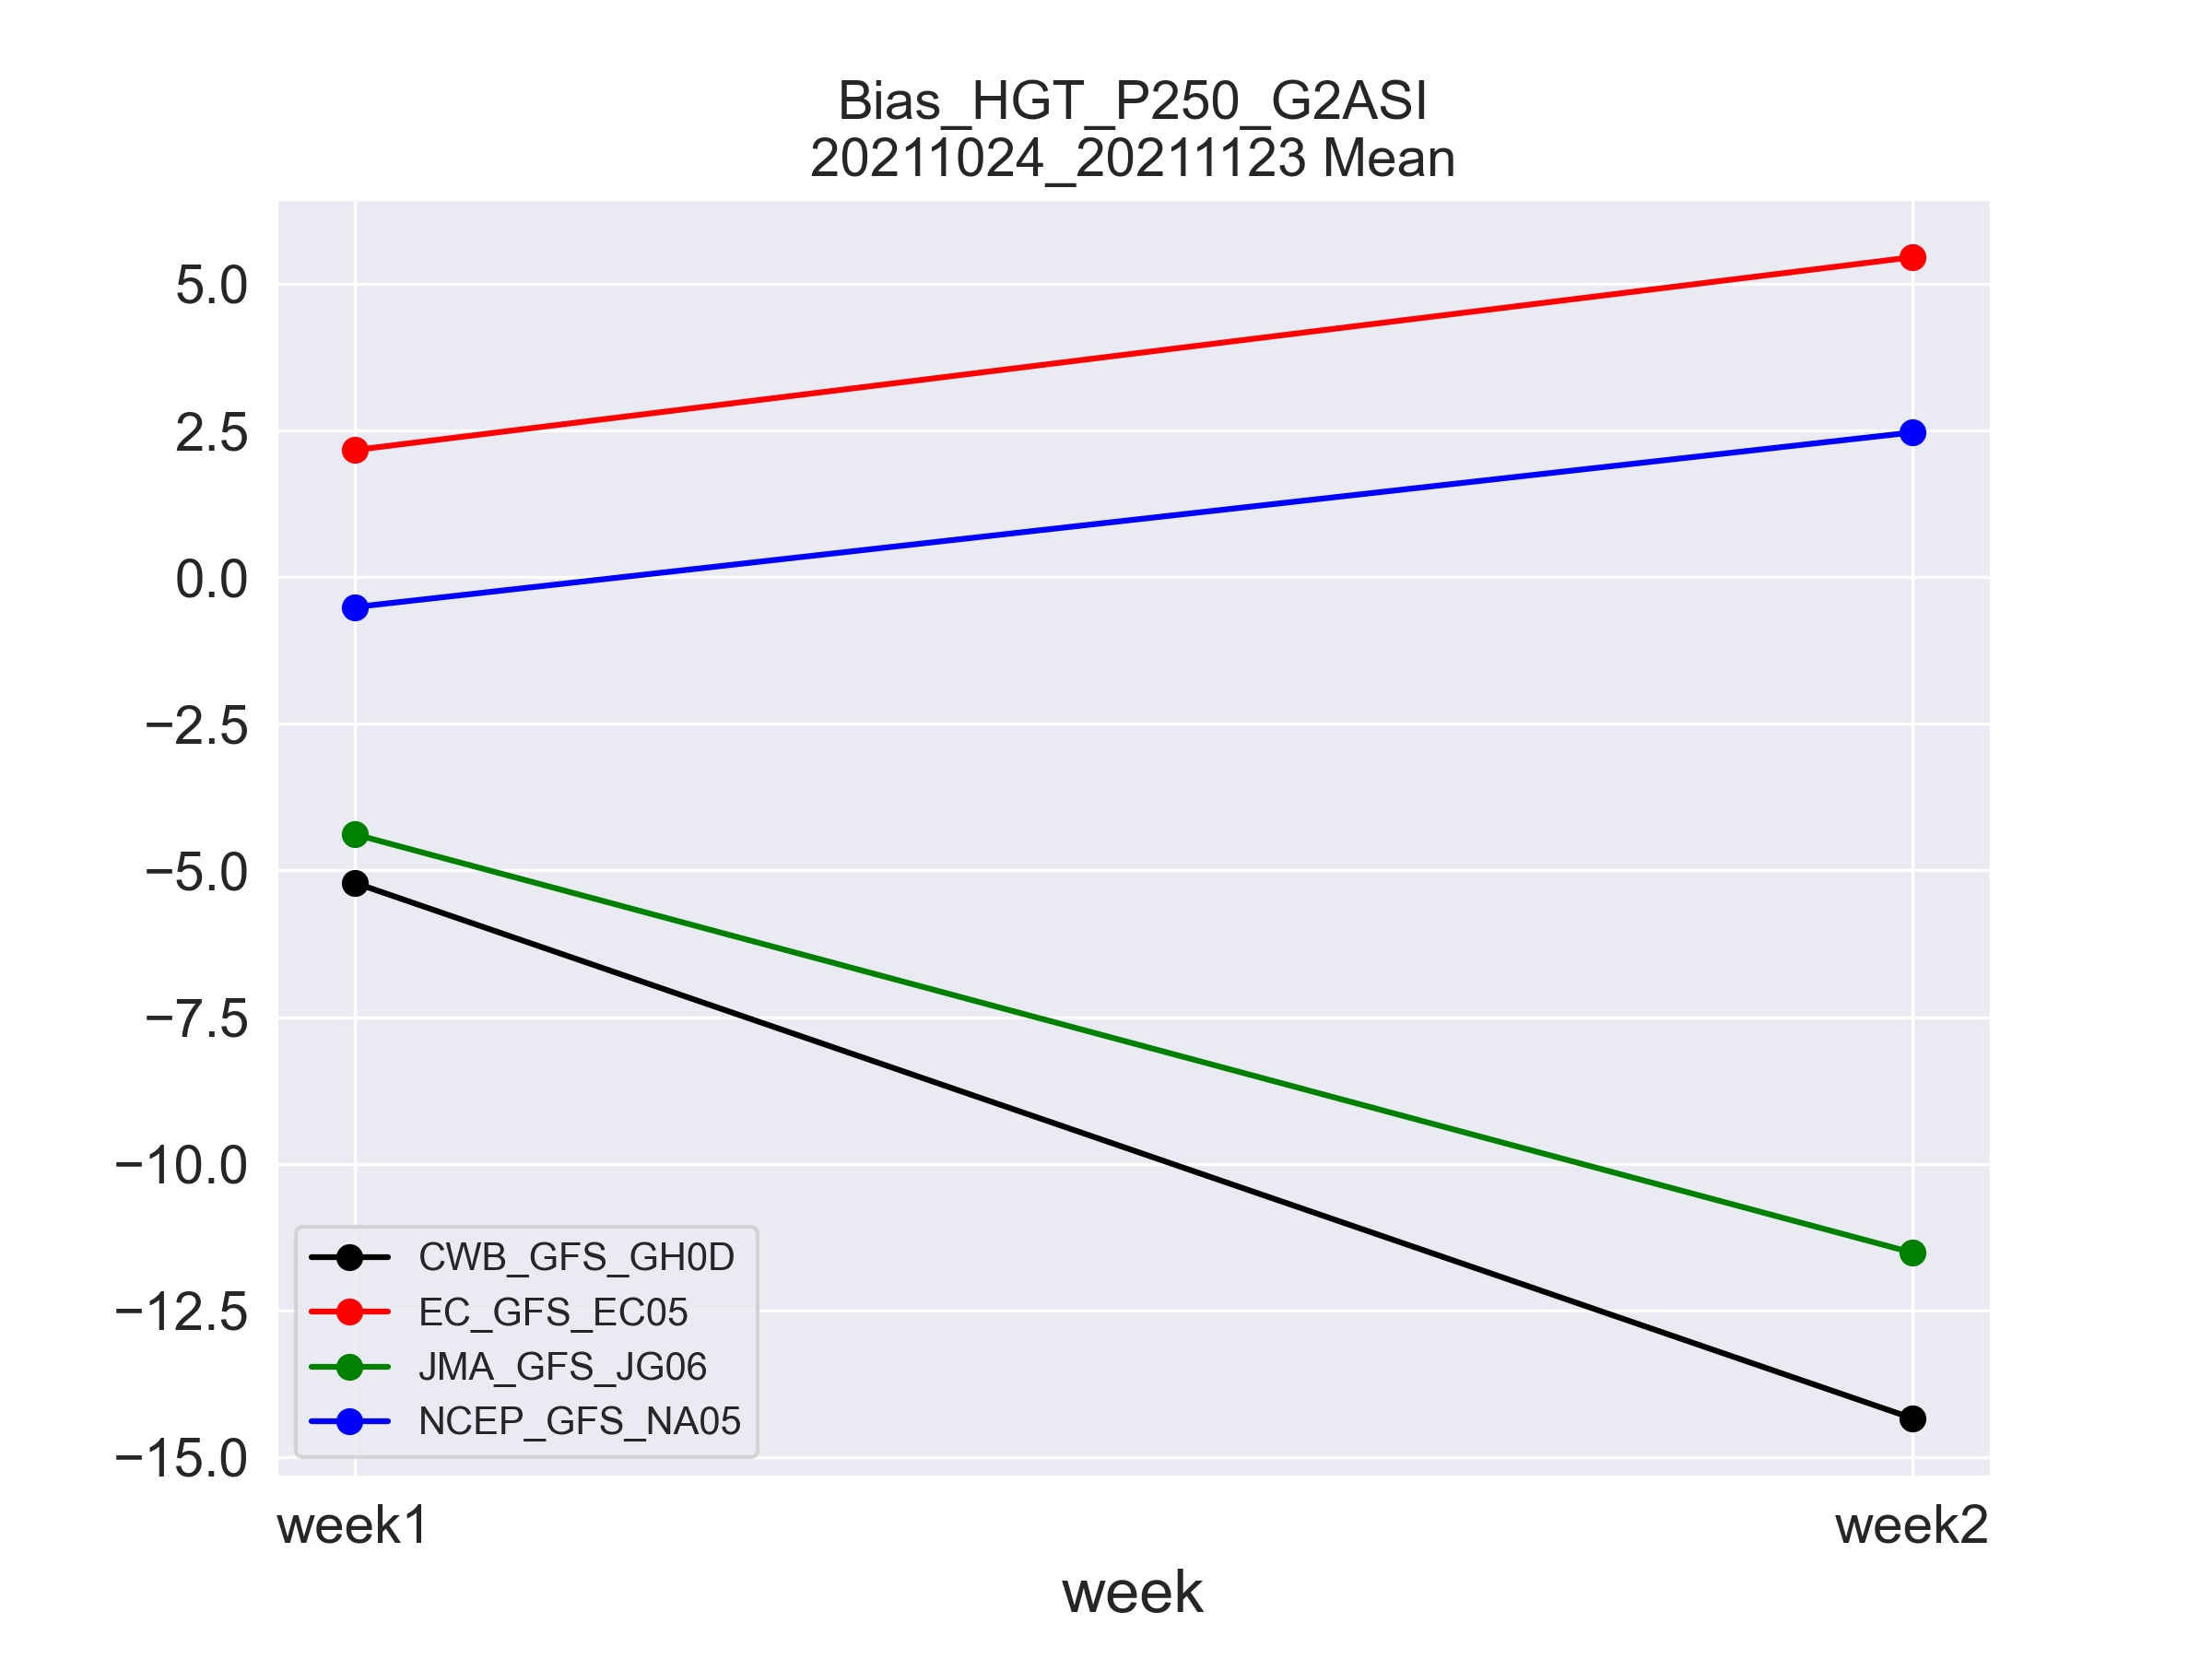 Bias_HGT_P250_G2ASI
20211024_20211123 Mean
5.0
2.5
0.0
−2.5
−5.0
−7.5
−10.0
−12.5
−15.0
CWB_GFS_GH0D
EC_GFS_EC05
JMA_GFS_JG06
NCEP_GFS_NA05
week1 week2
week